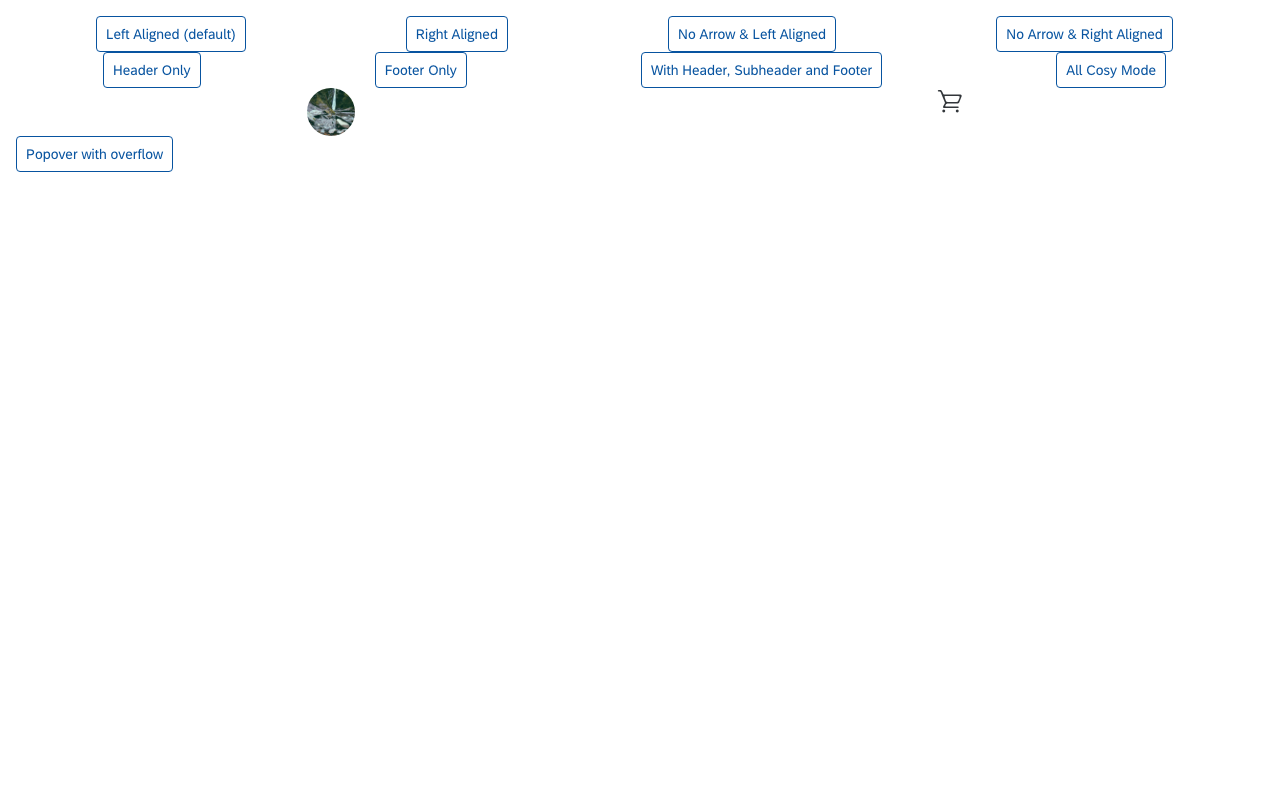 Left Aligned (default)
Right Aligned
No Arrow & Left Aligned
No Arrow & Right Aligned
Header Only
Footer Only
With Header, Subheader and Footer
All Cosy Mode
Popover with overflow